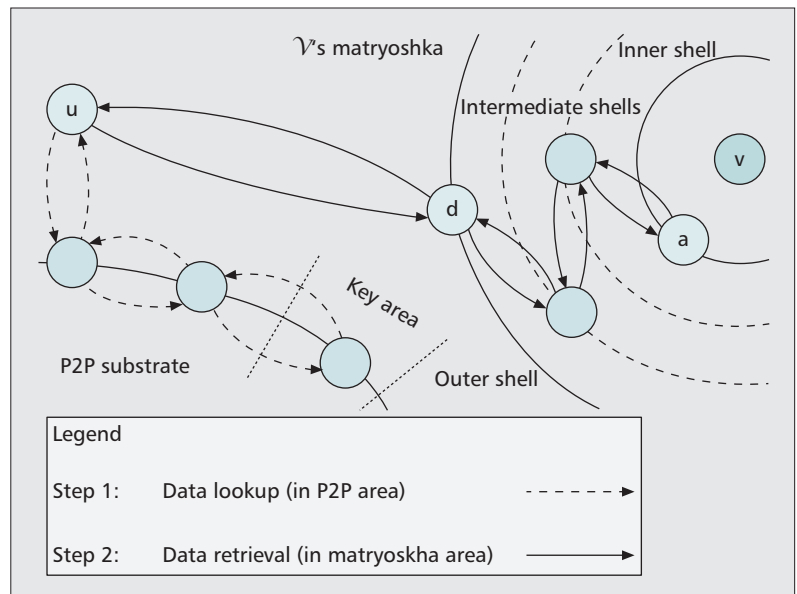 𝒱's matryoshka
Inner shell
Intermediate shells
u
v
d
a
Key area
P2P substrate
Outer shell
Legend
Step 1: Data lookup (in P2P area)
Step 2: Data retrieval (in matryoskha area)